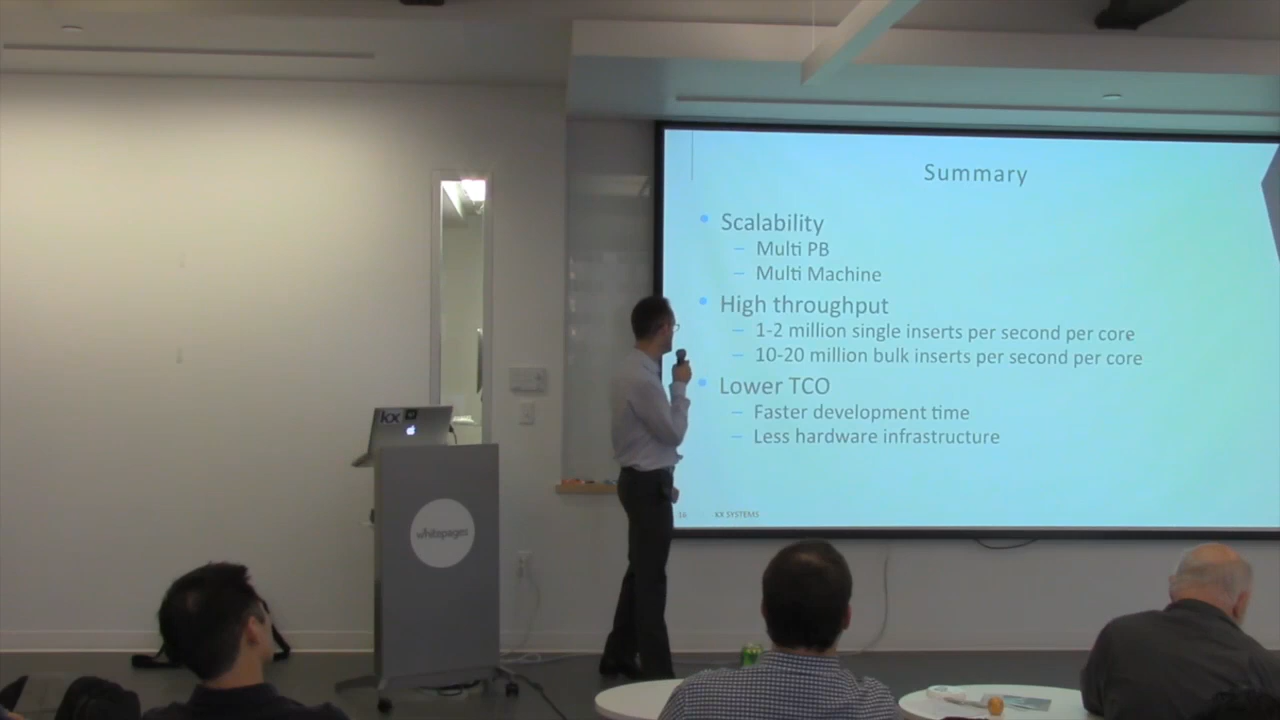 Summary
Scalability
– Multi PB
– Multi Machine
High throughput
– 1-2 million single inserts per second per core
– 10-20 million bulk inserts per second per core
Lower TCO
– Faster development time
– Less hardware infrastructure
KX SYSTEMS
kx
whitepages